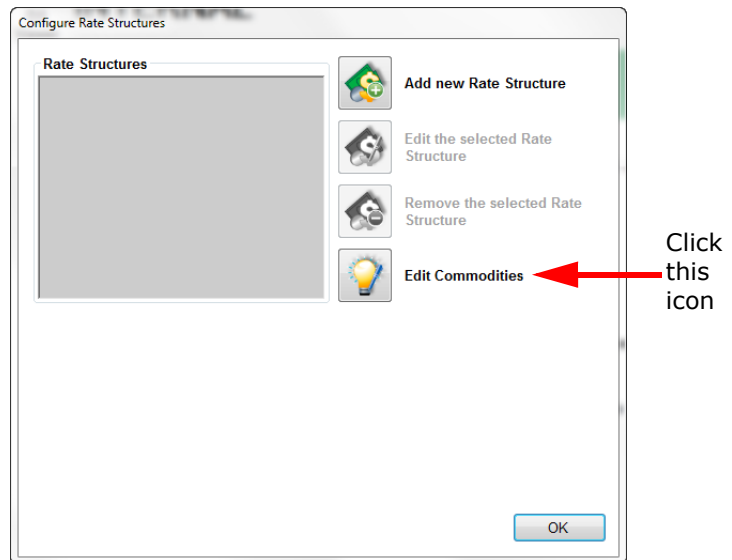 Configure Rate Structures
Rate Structures
Add new Rate Structure
Edit the selected Rate
Structure
Remove the selected Rate
Structure
Edit Commodities
Click
this
icon
OK